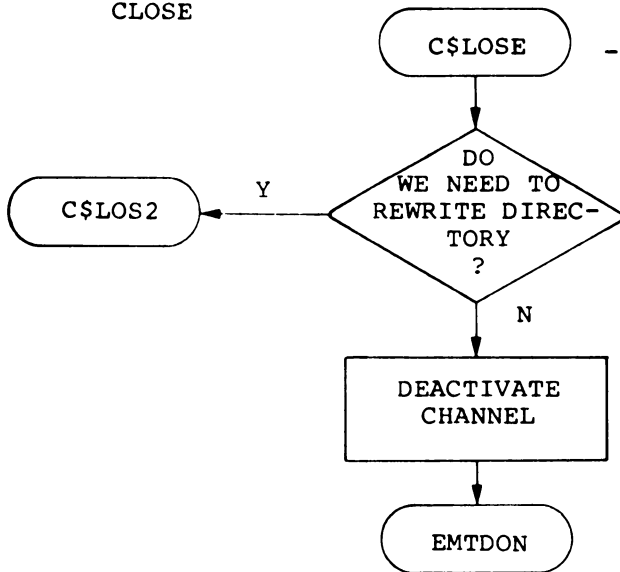 CLOSE
C$LOSE
-
DO
WE NEED TO
REWRITE DIREC-
TORY
?
Y
C$LOS2
N
DEACTIVATE
CHANNEL
EMTDON